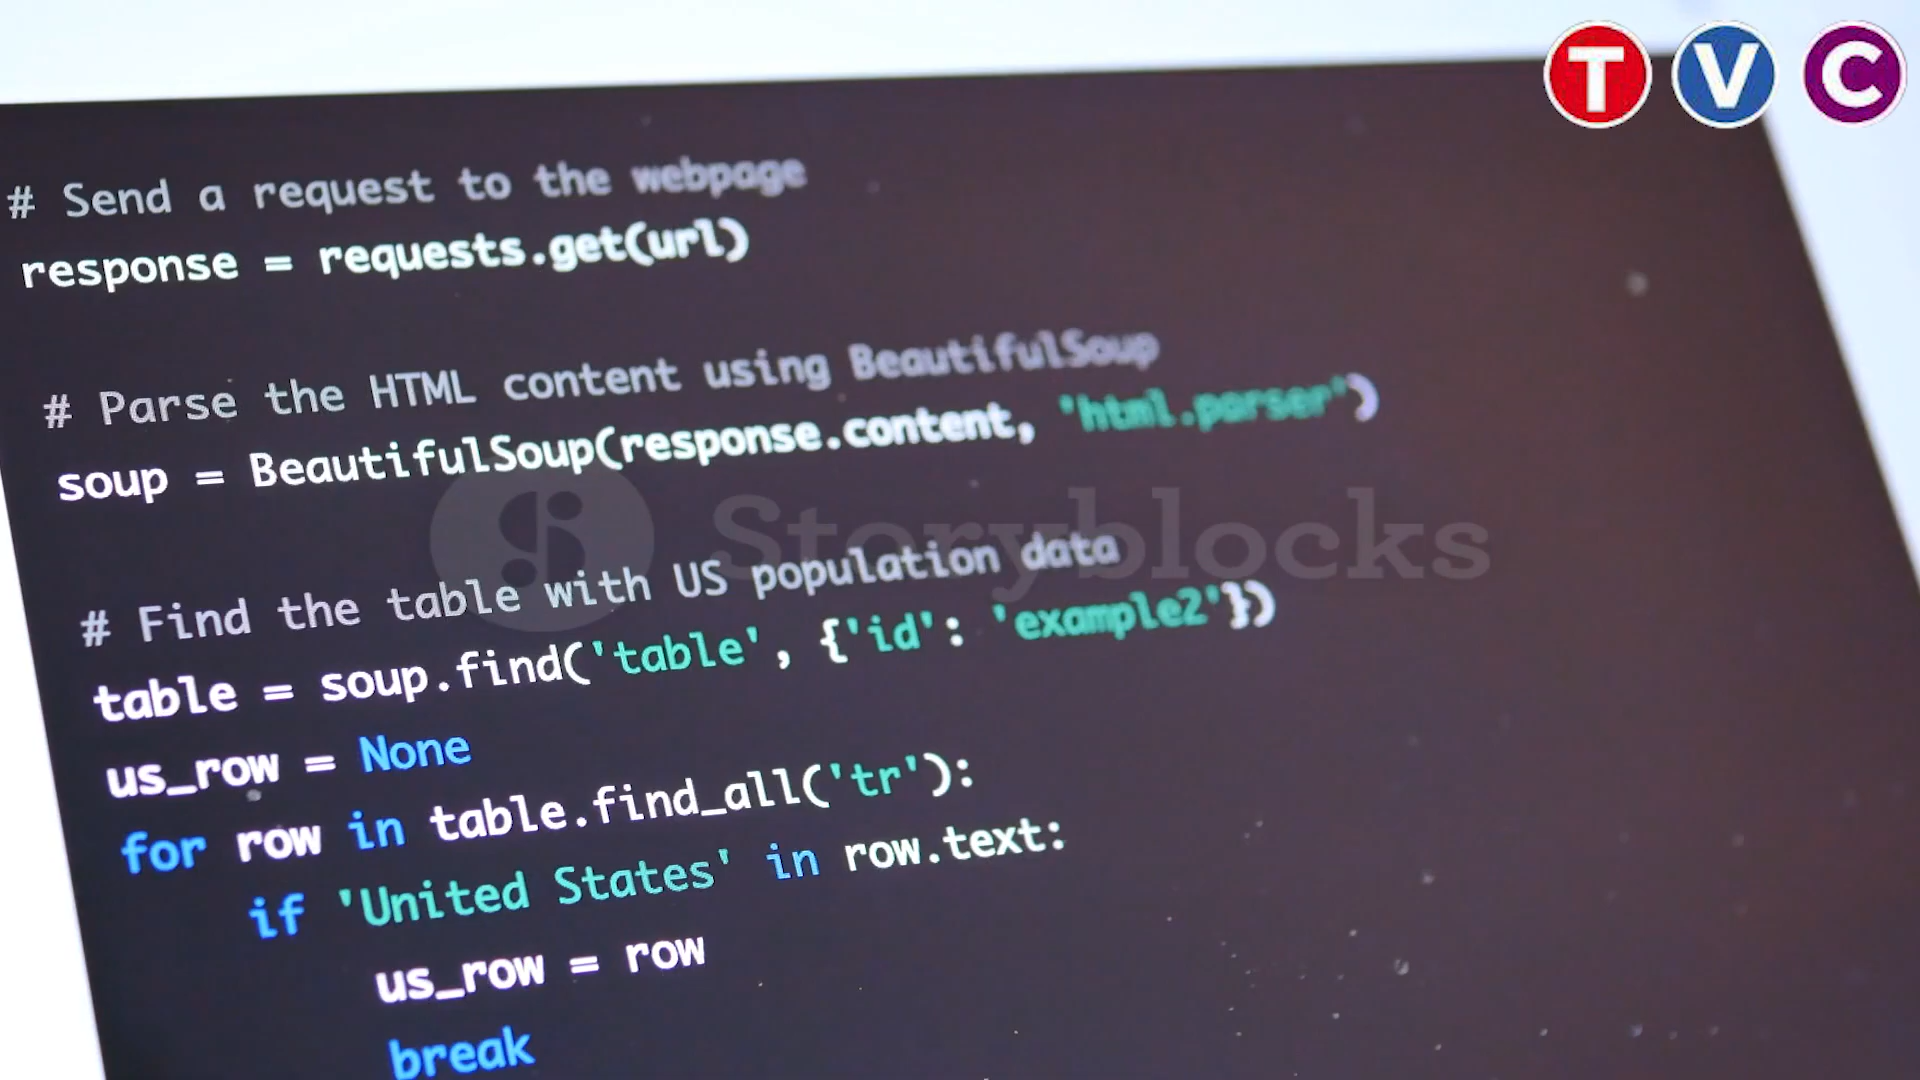 T V C
# Send a request to the webpage
response = requests.get(url)
# Parse the HTML content using BeautifulSoup
soup = BeautifulSoup(response.content, 'html.parser')
Storyblocks
# Find the table with US population data
table = soup.find('table', {'id': 'example2'})
us_row = None
for row in table.find_all('tr'):
if 'United States' in row.text:
us_row = row
break